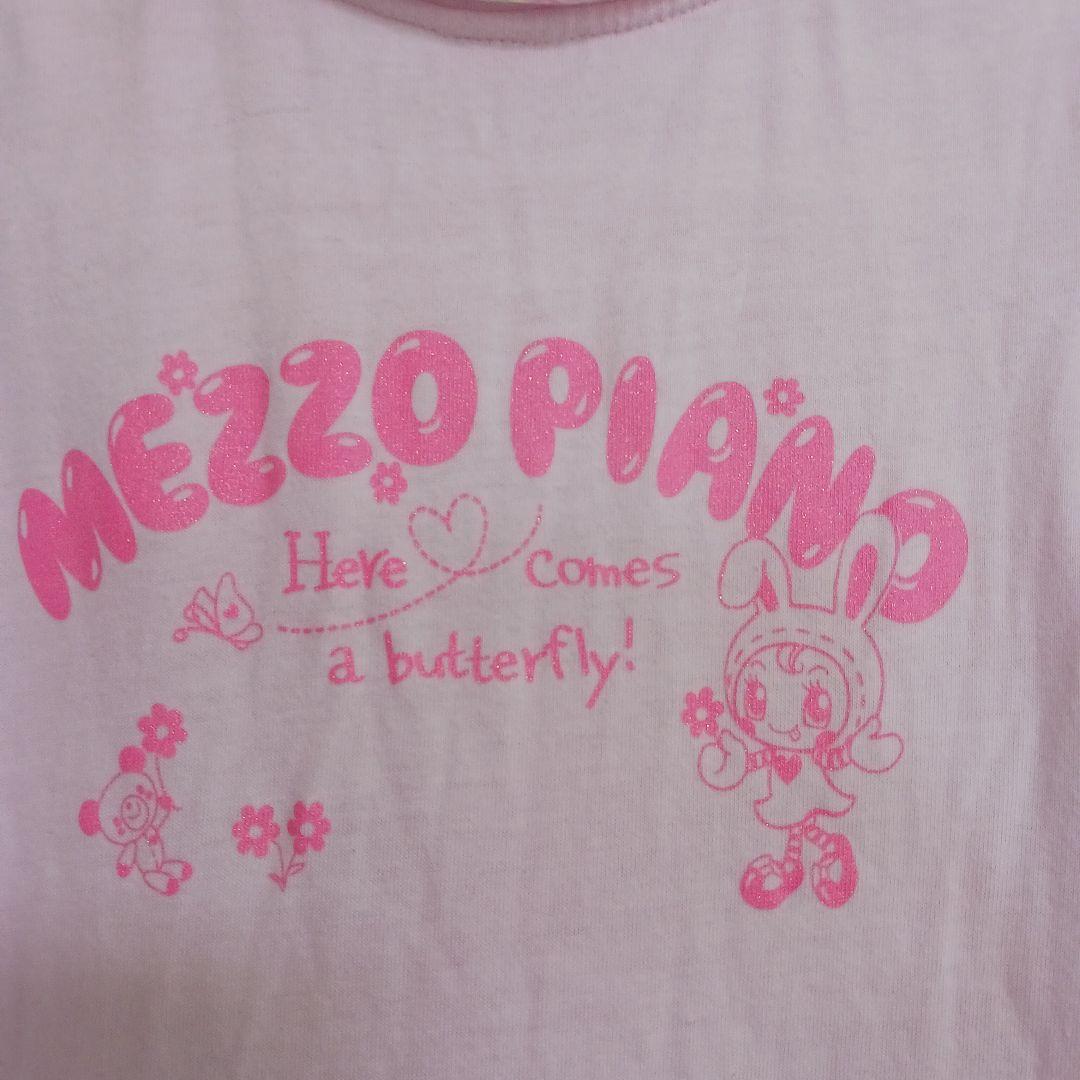 MEZZO PIANO
Here comes
a butterfly!